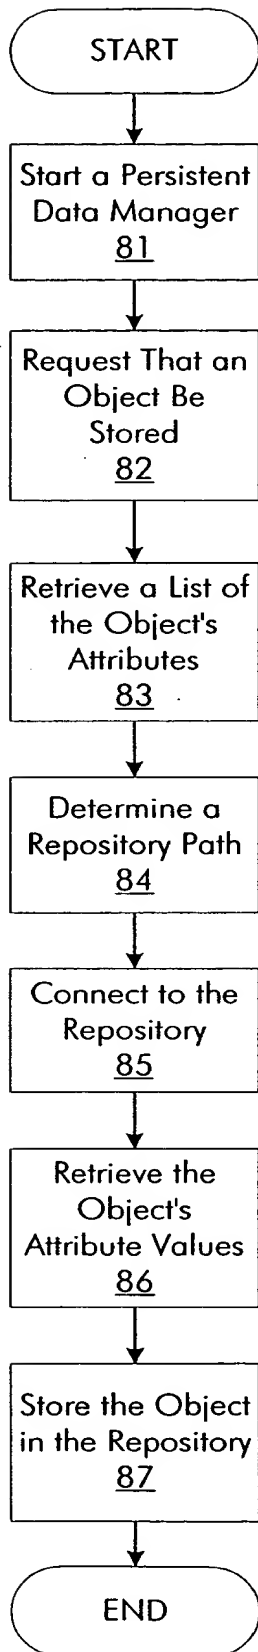 START
Start a Persistent
Data Manager
81
Request That an
Object Be
Stored
82
Retrieve a List of
the Object's
Attributes
83
Determine a
Repository Path
84
Connect to the
Repository
85
Retrieve the
Object's
Attribute Values
86
Store the Object
in the Repository
87
END